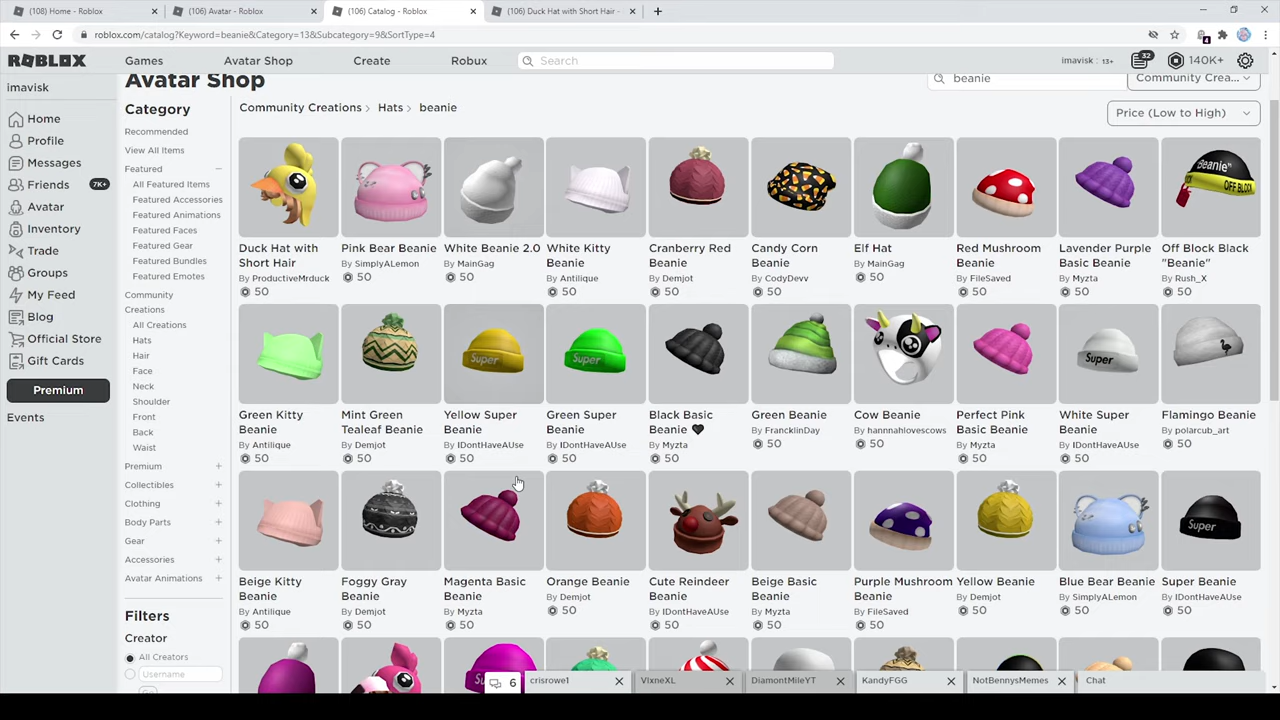 (108) Home - Roblox
(106) Avatar - Roblox
(106) Catalog - Roblox
(106) Duck Hat with Short Hair -
roblox.com/catalog?Keyword=beanie&Category=13&Subcategory=9&SortType=4
4
ROBLOX
Games
Avatar Shop
Create
Robux
Search
imavisk : 13+
32
140K+
imavisk
Home
Profile
Messages
Friends 7K+
Avatar
Inventory
Trade
Groups
My Feed
Blog
Official Store
Gift Cards
Premium
Events
Avatar Shop
beanie
Community Crea...
Category
Recommended
View All Items
Featured
All Featured Items
Featured Accessories
Featured Animations
Featured Faces
Featured Gear
Featured Bundles
Featured Emotes
Community
Creations
All Creations
Hats
Hair
Face
Neck
Shoulder
Front
Back
Waist
Premium
Collectibles
Clothing
Body Parts
Gear
Accessories
Avatar Animations
Filters
Creator
All Creators
Username
Go
Community Creations > Hats > beanie
Price (Low to High)
"Beanie"
OFF BLOCK
Duck Hat with
Short Hair
By ProductiveMrduck
50
Pink Bear Beanie
By SimplyALemon
50
White Beanie 2.0
By MainGag
50
White Kitty
Beanie
By Antilique
50
Cranberry Red
Beanie
By Demjot
50
Candy Corn
Beanie
By CodyDevv
50
Elf Hat
By MainGag
50
Red Mushroom
Beanie
By FileSaved
50
Lavender Purple
Basic Beanie
By Myzta
50
Off Block Black
"Beanie"
By Rush_X
50
Super
Super
Super
Green Kitty
Beanie
By Antilique
50
Mint Green
Tealeaf Beanie
By Demjot
50
Yellow Super
Beanie
By IDontHaveAUse
50
Green Super
Beanie
By IDontHaveAUse
50
Black Basic
Beanie 🖤
By Myzta
50
Green Beanie
By FrancklinDay
50
Cow Beanie
By hannnahlovescows
50
Perfect Pink
Basic Beanie
By Myzta
50
White Super
Beanie
By IDontHaveAUse
50
Flamingo Beanie
By polarcub_art
50
Super
Beige Kitty
Beanie
By Antilique
50
Foggy Gray
Beanie
By Demjot
50
Magenta Basic
Beanie
By Myzta
50
Orange Beanie
By Demjot
50
Cute Reindeer
Beanie
By IDontHaveAUse
50
Beige Basic
Beanie
By Myzta
50
Purple Mushroom
Beanie
By FileSaved
50
Yellow Beanie
By Demjot
50
Blue Bear Beanie
By SimplyALemon
50
Super Beanie
By IDontHaveAUse
50
6
crisrowe1
VixneXL
DiamontMileYT
KandyFGG
NotBennysMemes
Chat